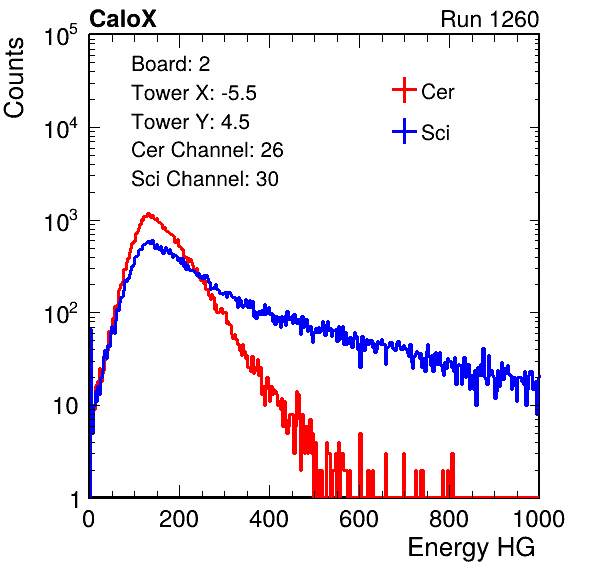 CaloX Run 1260
Counts
Board: 2
Tower X: -5.5
Tower Y: 4.5
Cer Channel: 26
Sci Channel: 30
Cer
Sci
10^5
10^4
10^3
10^2
10
1
0 200 400 600 800 1000
Energy HG